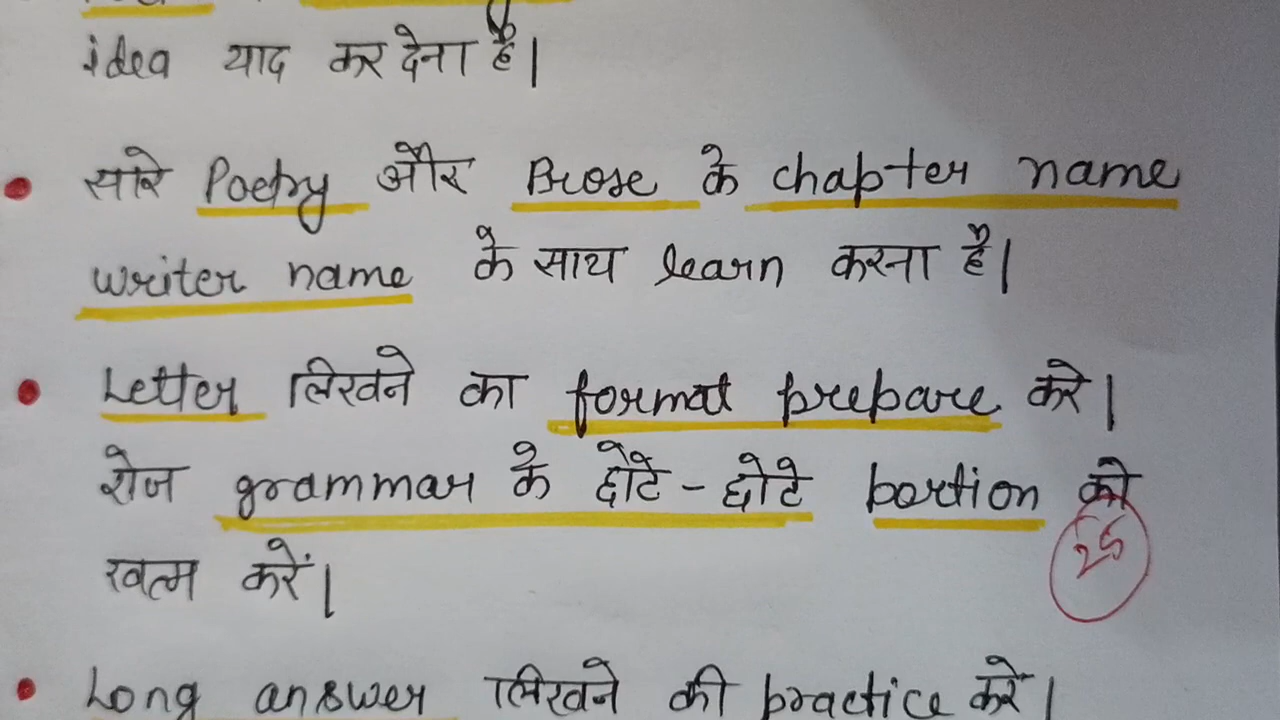 idea याद कर देना है।
सारे Poetry और Prose के chapter name
writer name के साथ learn करना है।
Letter लिखने का format prepare करे।
रोज grammar के छोटे-छोटे portion को
25
खत्म करें।
Long answer लिखने की practice करें।